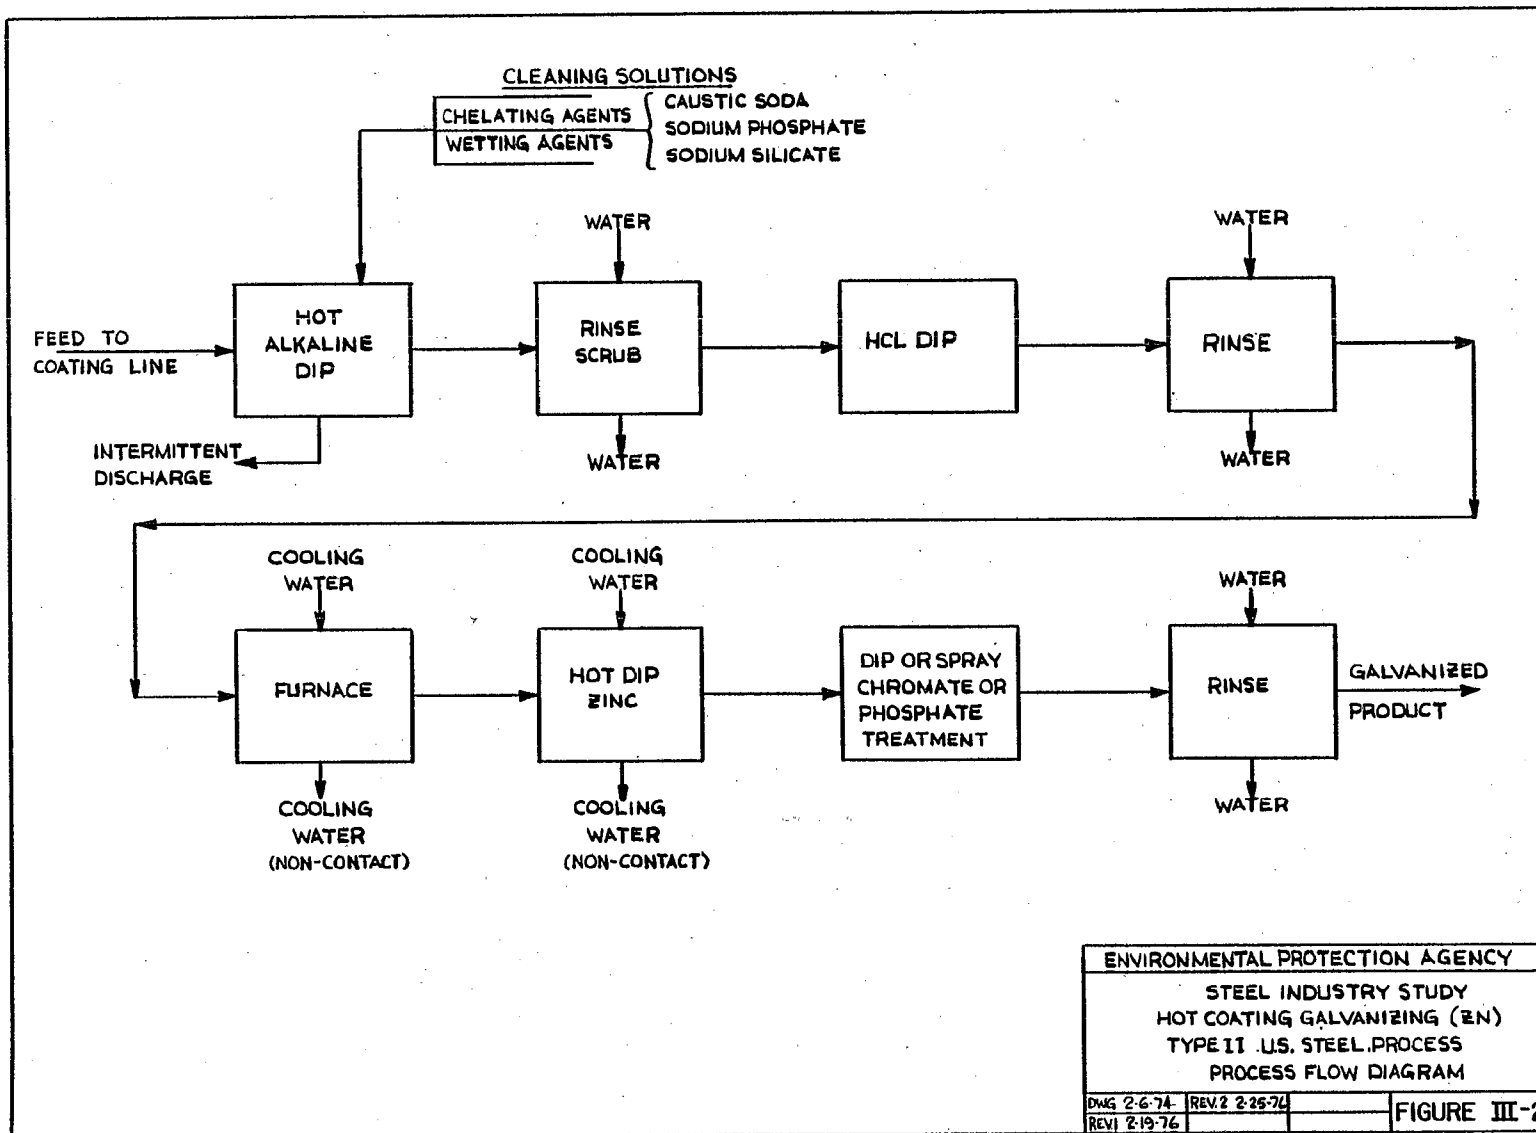 CLEANING SOLUTIONS
CHELATING AGENTS
WETTING AGENTS
CAUSTIC SODA
SODIUM PHOSPHATE
SODIUM SILICATE
WATER
WATER
FEED TO
COATING LINE
HOT
ALKALINE
DIP
RINSE
SCRUB
HCL DIP
RINSE
INTERMITTENT
DISCHARGE
WATER
WATER
COOLING
WATER
COOLING
WATER
WATER
FURNACE
HOT DIP
ZINC
DIP OR SPRAY
CHROMATE OR
PHOSPHATE
TREATMENT
RINSE
GALVANIZED
PRODUCT
COOLING
WATER
(NON-CONTACT)
COOLING
WATER
(NON-CONTACT)
WATER
ENVIRONMENTAL PROTECTION AGENCY
STEEL INDUSTRY STUDY
HOT COATING GALVANIZING (ZN)
TYPE II U.S. STEEL PROCESS
PROCESS FLOW DIAGRAM
DWG 2-6-74
REV.2 2-25-76
REV.1 2-19-76
FIGURE III-2